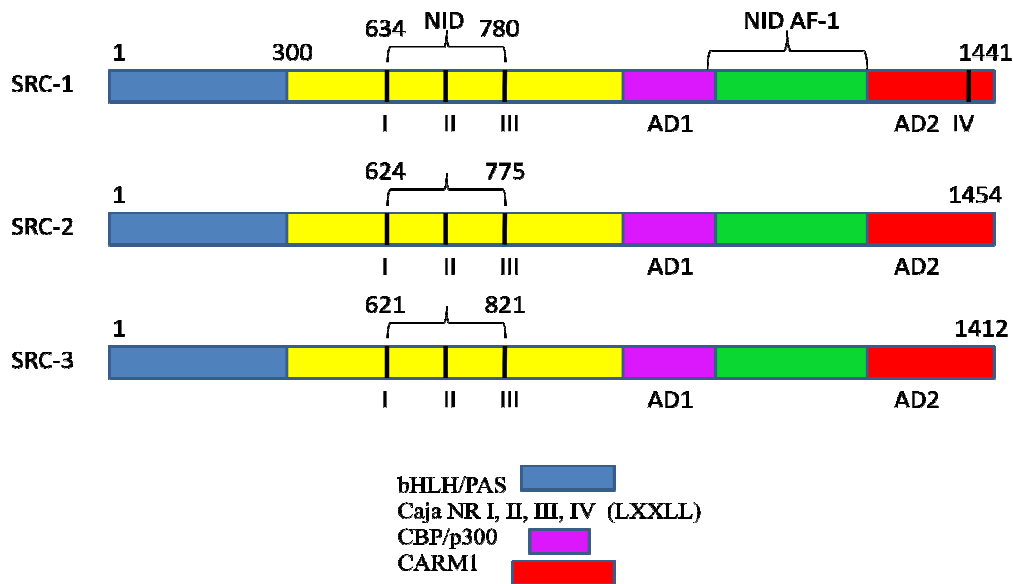 634 NID 780 NID AF-1
1 300 1441
SRC-1
I II III AD1 AD2 IV
624 775
1 1454
SRC-2
I II III AD1 AD2
621 821
1 1412
SRC-3
I II III AD1 AD2
bHLH/PAS
Caja NR I, II, III, IV (LXXLL)
CBP/p300
CARM1